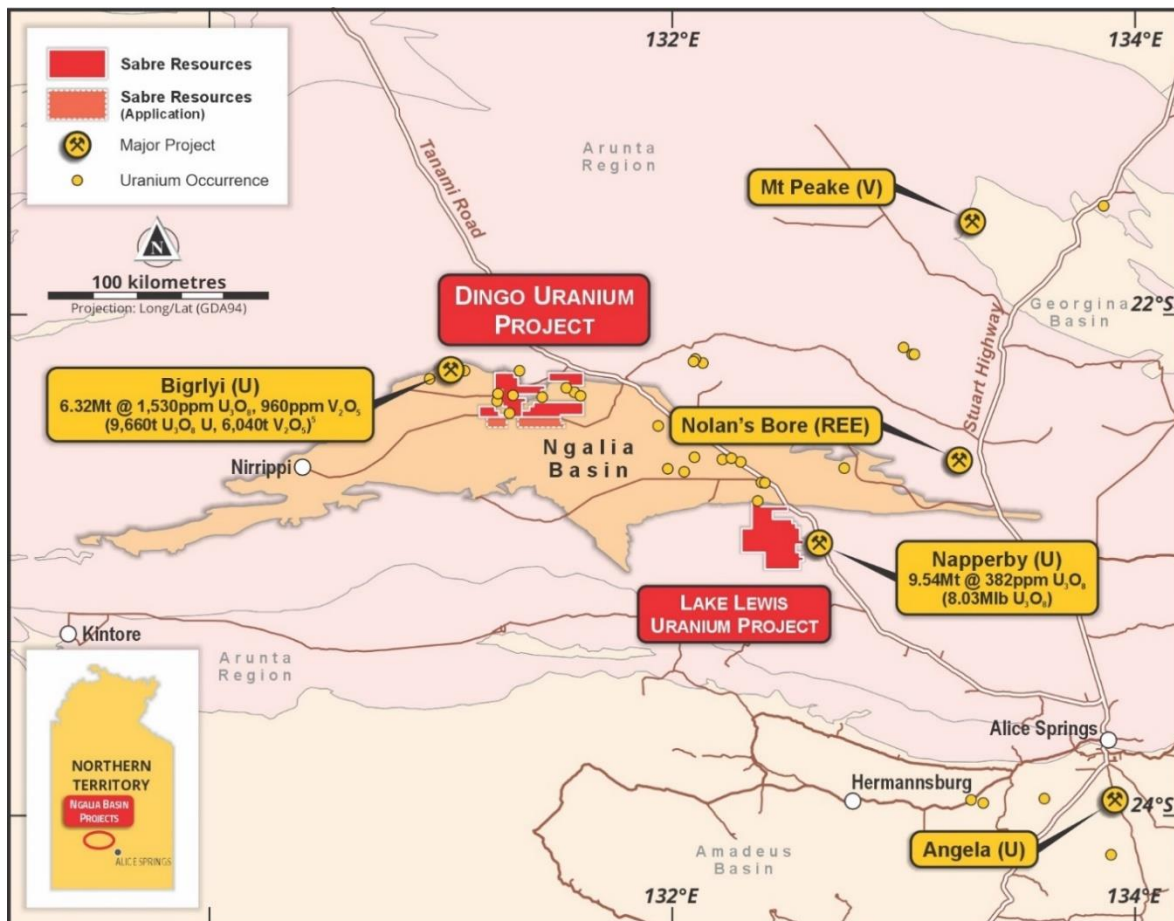 132°E
134°E
Sabre Resources
Sabre Resources
(Application)
Major Project
Uranium Occurrence
N
100 kilometres
Projection: Long/Lat (GDA94)
Tanami Road
Arunta
Region
Mt Peake (V)
Stuart Highway
Georgina
Basin
22°S
DINGO URANIUM
PROJECT
Bigrlyi (U)
6.32Mt @ 1,530ppm U₃O₈, 960ppm V₂O₅
(9,660t U₃O₈ U, 6,040t V₂O₅)⁵
Nirrippi
Ngalia
Basin
Nolan's Bore (REE)
Napperby (U)
9.54Mt @ 382ppm U₃O₈
(8.03Mlb U₃O₈)
LAKE LEWIS
URANIUM PROJECT
Kintore
Arunta
Region
Alice Springs
Hermannsburg
24°S
Angela (U)
Amadeus
Basin
NORTHERN
TERRITORY
NGALIA BASIN
PROJECTS
ALICE SPRINGS
132°E
134°E